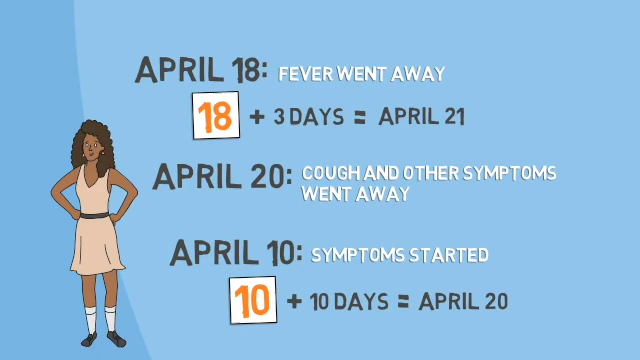 APRIL 18: FEVER WENT AWAY
18 + 3 DAYS = APRIL 21
APRIL 20: COUGH AND OTHER SYMPTOMS
WENT AWAY
APRIL 10: SYMPTOMS STARTED
10 + 10 DAYS = APRIL 20